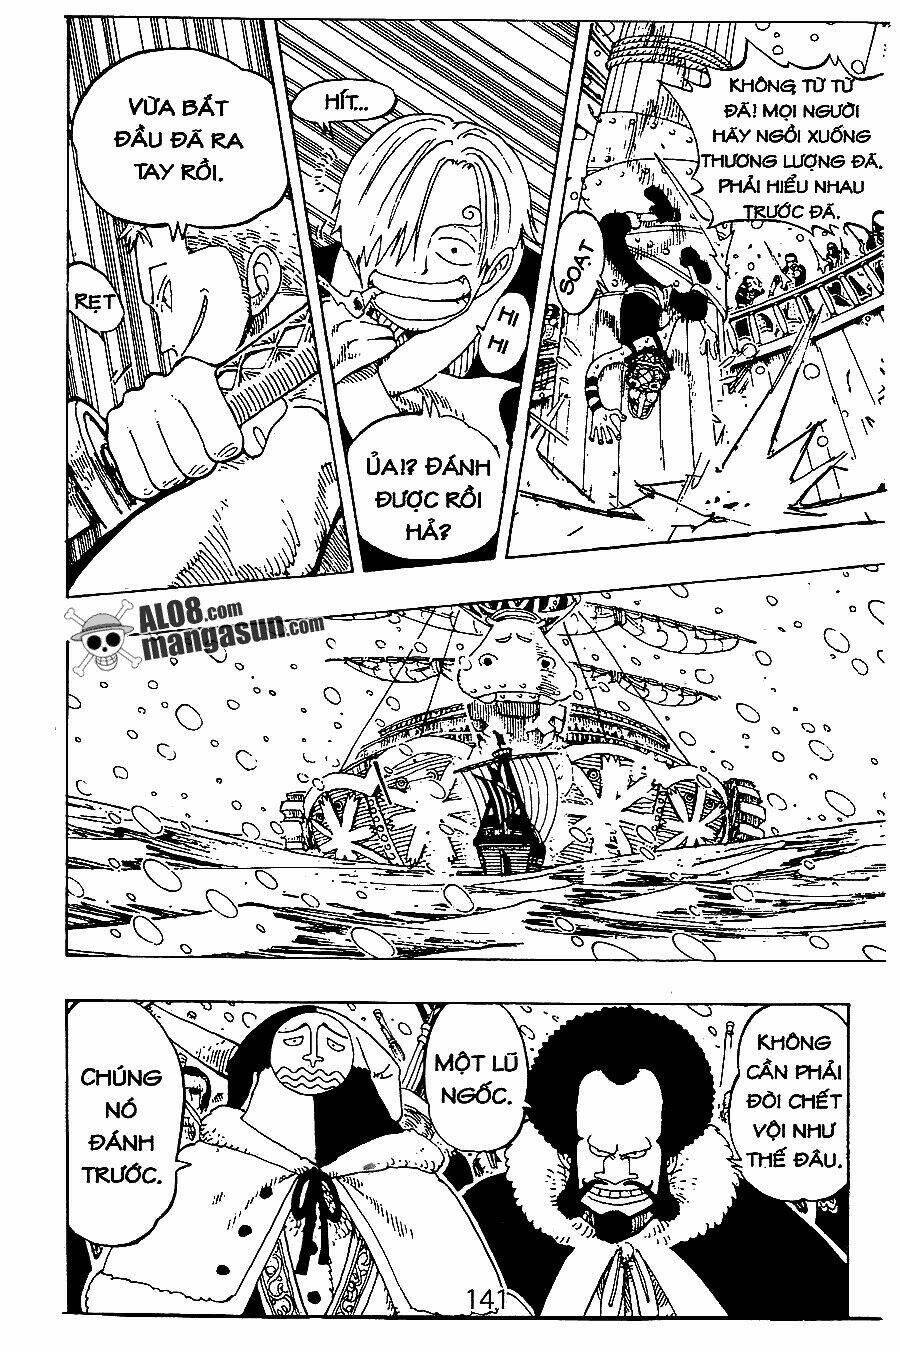 VỪA BẮT
ĐẦU ĐÃ RA
TAY RỒI.
RẸT
HÍT...
HI
HI
ỦA!? ĐÁNH
ĐƯỢC RỒI
HẢ?
KHÔNG, TỪ TỪ
ĐÃ! MỌI NGƯỜI
HÃY NGỒI XUỐNG
THƯƠNG LƯỢNG ĐÃ.
PHẢI HIỂU NHAU
TRƯỚC ĐÃ.
SOẠT
ALO8.com
mangasun.com
CHÚNG
NÓ
ĐÁNH
TRƯỚC.
MỘT LŨ
NGỐC.
KHÔNG
CẦN PHẢI
ĐÒI CHẾT
VỘI NHƯ
THẾ ĐÂU.
141